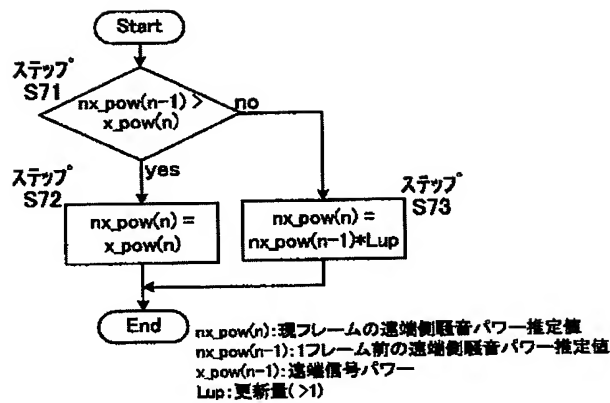 Start
ステップ
S71
nx_pow(n-1) >
x_pow(n)
no
yes
ステップ
S72
nx_pow(n) =
x_pow(n)
ステップ
S73
nx_pow(n) =
nx_pow(n-1)*Lup
End
nx_pow(n):現フレームの遠端側騒音パワー推定値
nx_pow(n-1):1フレーム前の遠端側騒音パワー推定値
x_pow(n-1):遠端信号パワー
Lup:更新量(>1)